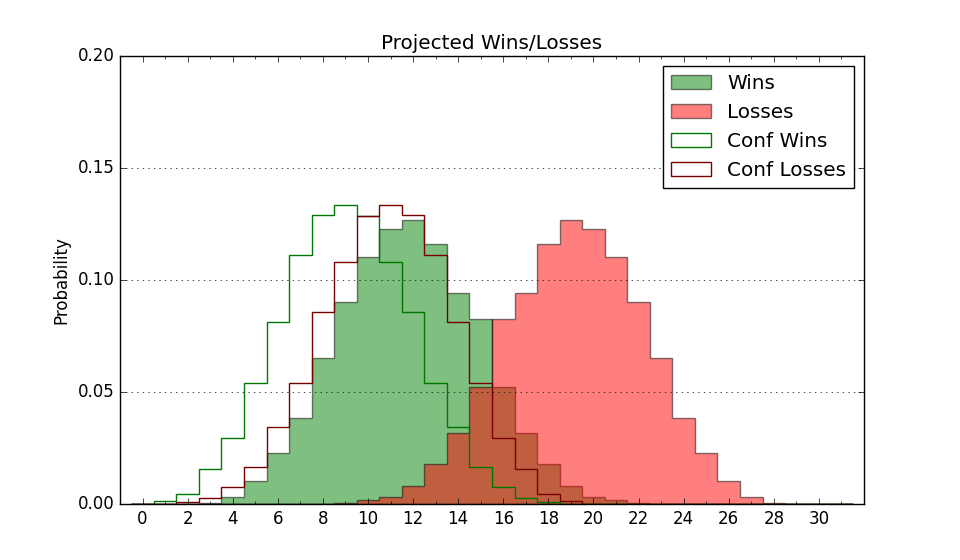 Projected Wins/Losses
Wins
Losses
Conf Wins
Conf Losses
Probability
0.20
0.15
0.10
0.05
0.00
0 2 4 6 8 10 12 14 16 18 20 22 24 26 28 30